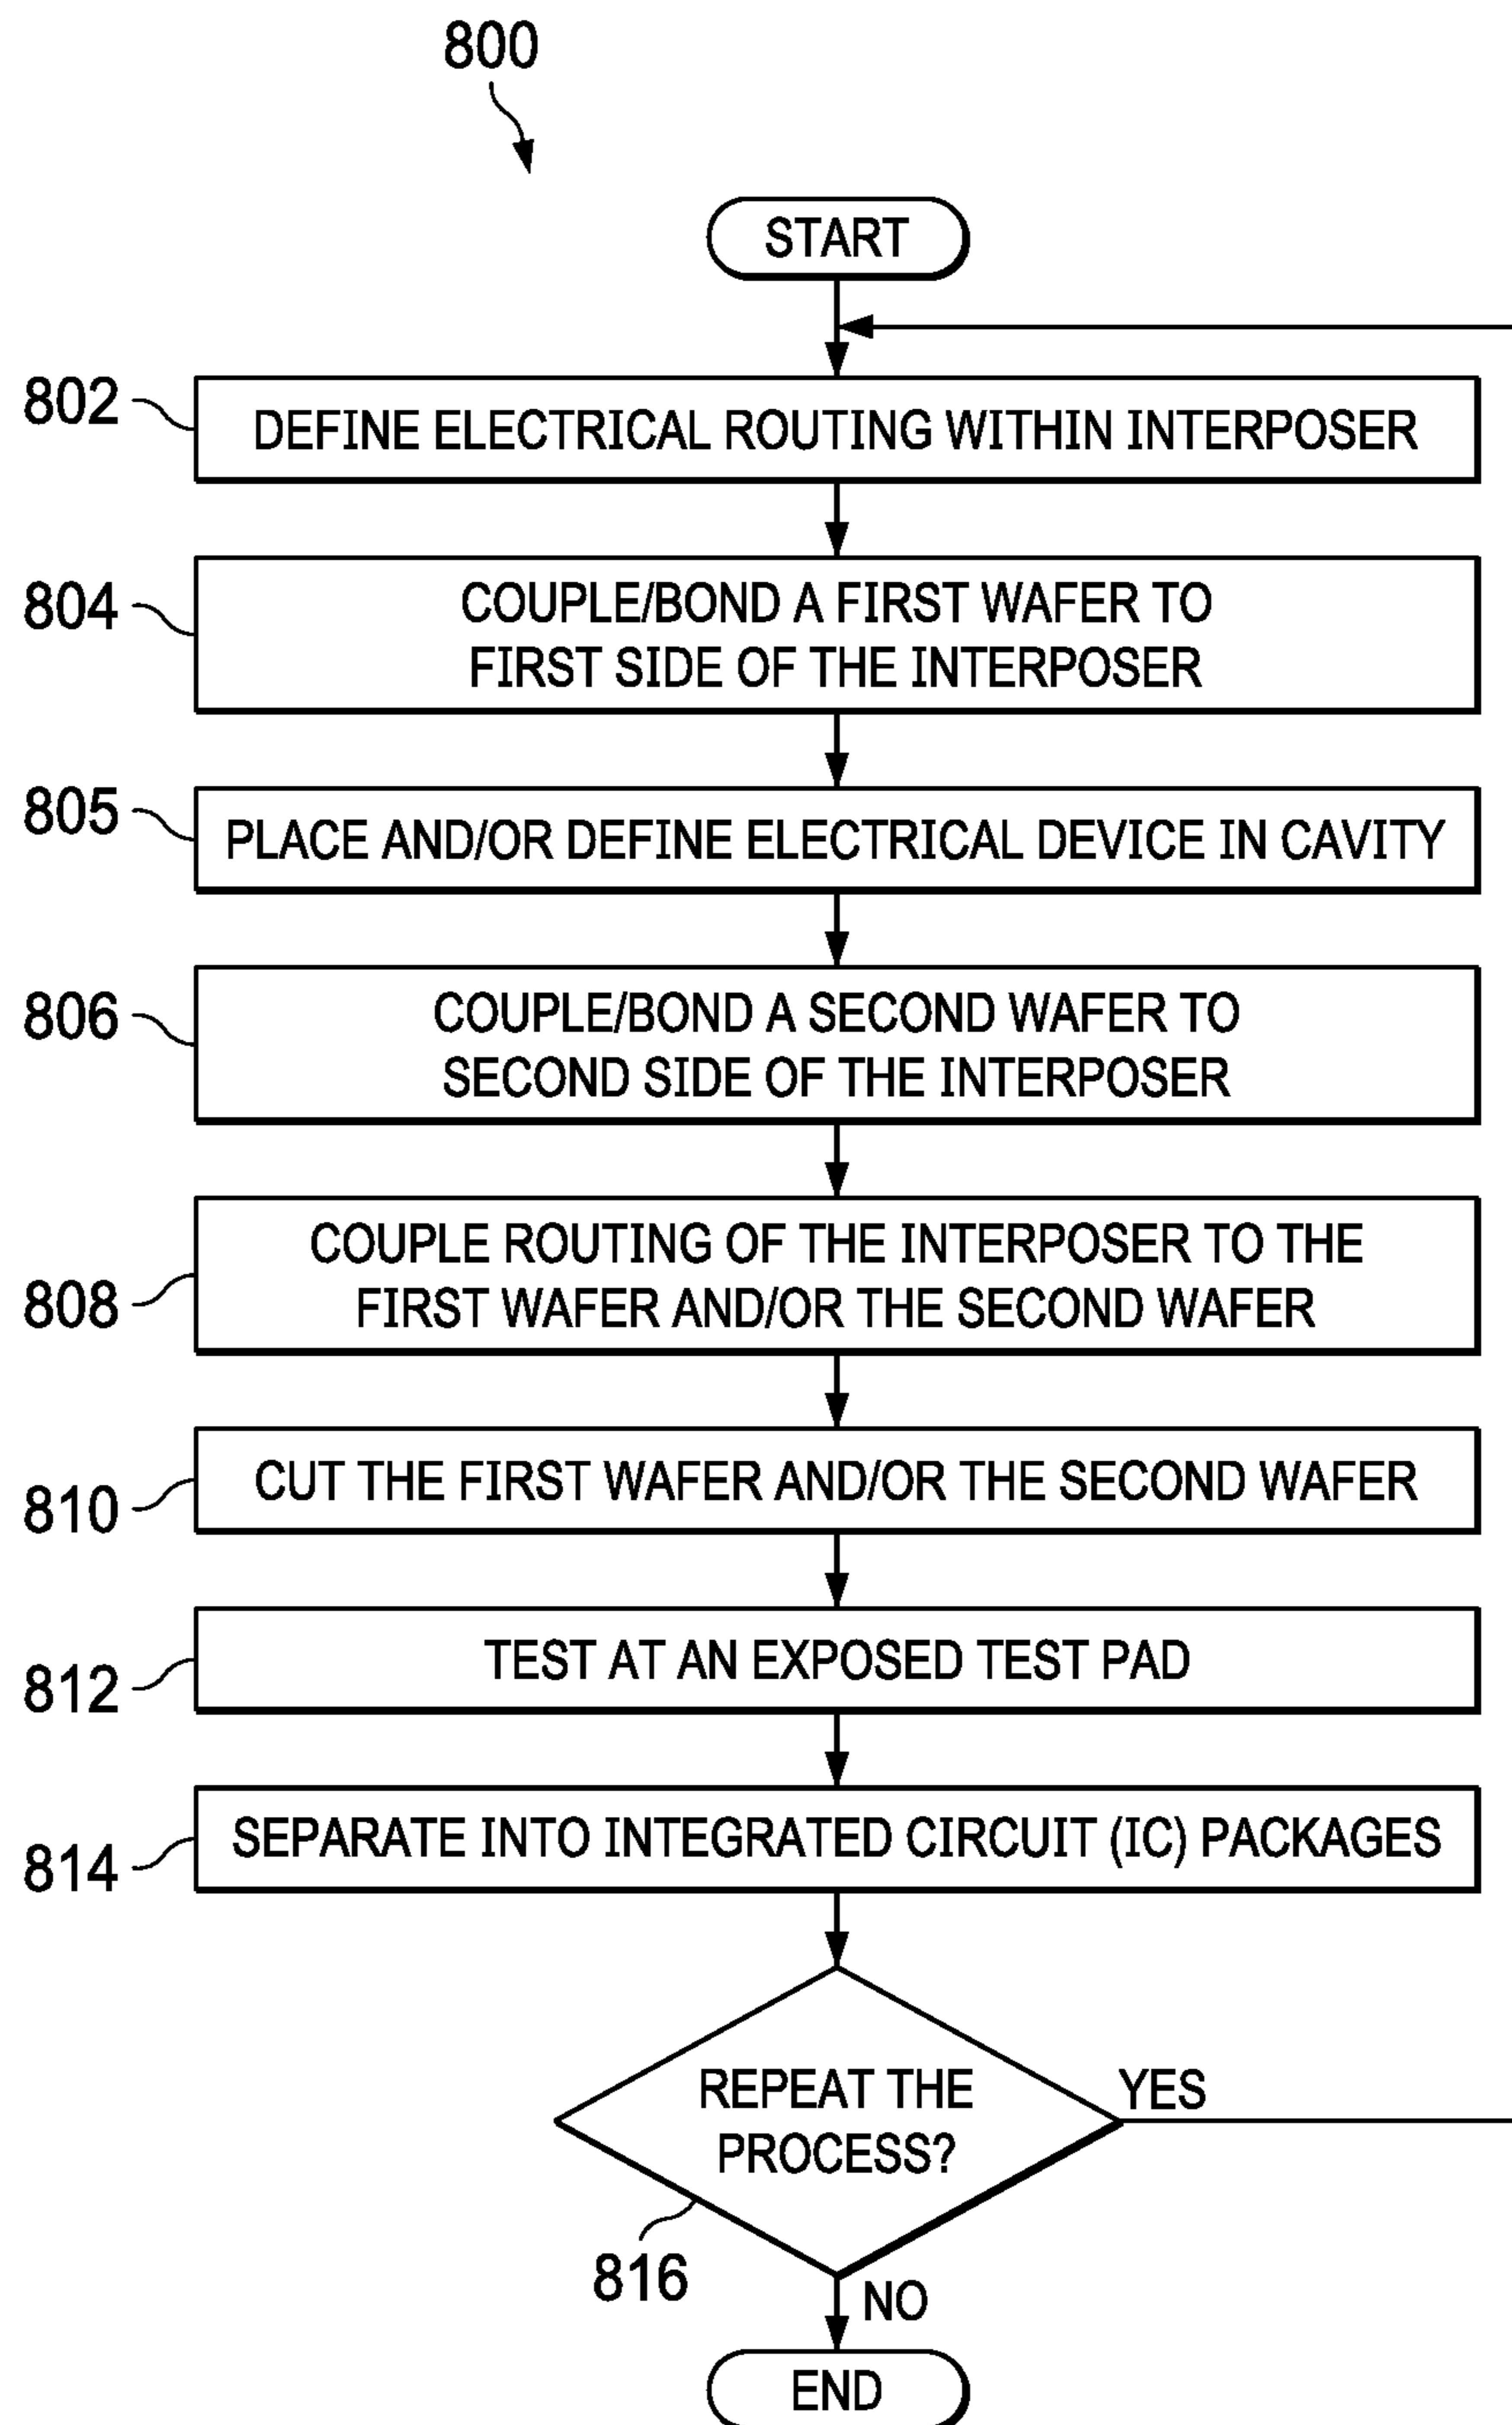 800
START
802
DEFINE ELECTRICAL ROUTING WITHIN INTERPOSER
804
COUPLE/BOND A FIRST WAFER TO
FIRST SIDE OF THE INTERPOSER
805
PLACE AND/OR DEFINE ELECTRICAL DEVICE IN CAVITY
806
COUPLE/BOND A SECOND WAFER TO
SECOND SIDE OF THE INTERPOSER
808
COUPLE ROUTING OF THE INTERPOSER TO THE
FIRST WAFER AND/OR THE SECOND WAFER
810
CUT THE FIRST WAFER AND/OR THE SECOND WAFER
812
TEST AT AN EXPOSED TEST PAD
814
SEPARATE INTO INTEGRATED CIRCUIT (IC) PACKAGES
REPEAT THE
PROCESS?
YES
816
NO
END